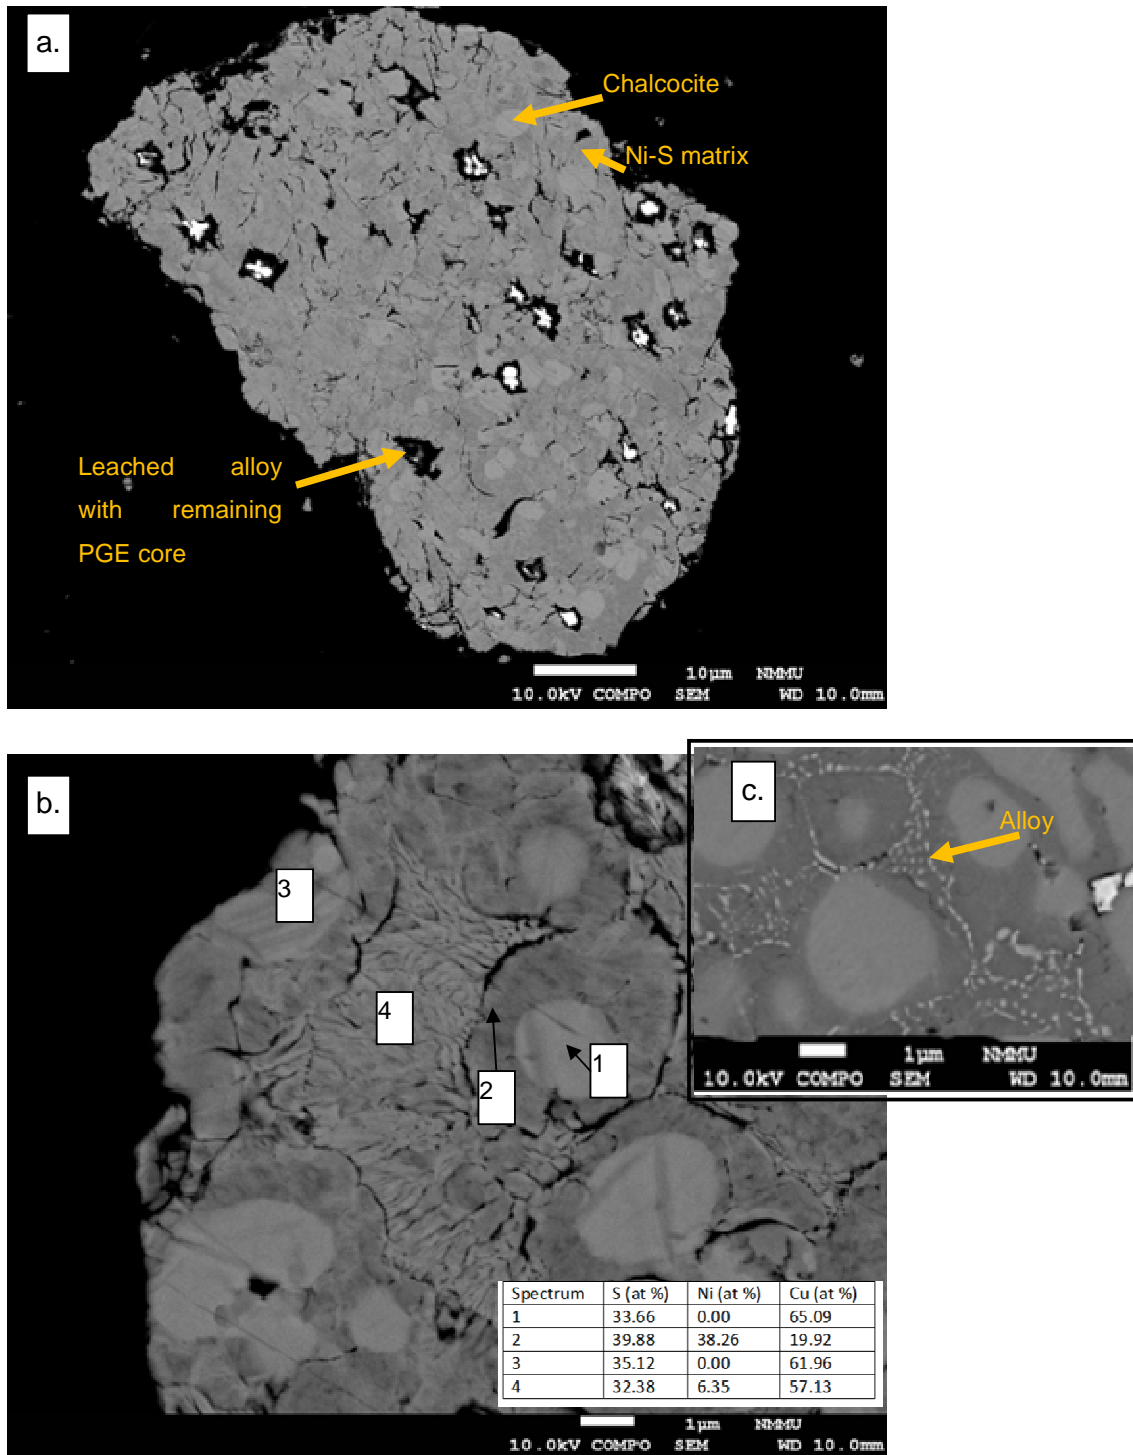 a.
Chalcocite
Ni-S matrix
Leached alloy
with remaining
PGE core
10µm NMMU
10.0kV COMPO SEM WD 10.0mm
b.
c.
Alloy
1µm NMMU
10.0kV COMPO SEM WD 10.0mm
3
4
1
2
Spectrum S (at %) Ni (at %) Cu (at %)
1 33.66 0.00 65.09
2 39.88 38.26 19.92
3 35.12 0.00 61.96
4 32.38 6.35 57.13
1µm NMMU
10.0kV COMPO SEM WD 10.0mm